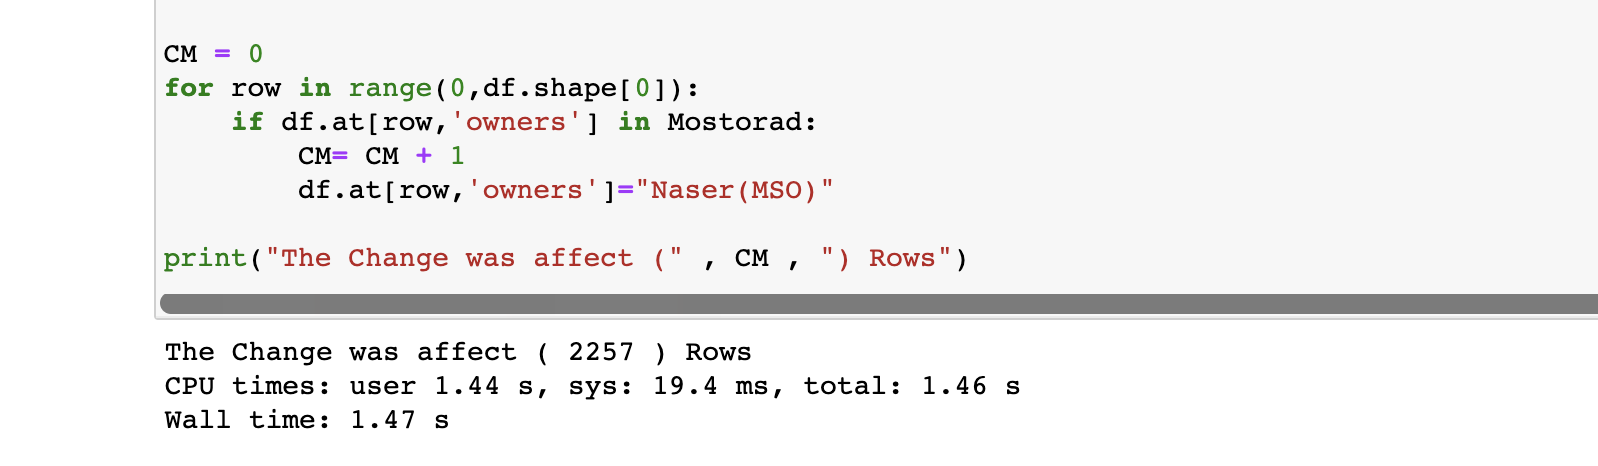 CM = 0
for row in range(0,df.shape[0]):
    if df.at[row,'owners'] in Mostorad:
        CM= CM + 1
        df.at[row,'owners']="Naser(MSO)"
print("The Change was affect (" , CM , ") Rows")
The Change was affect ( 2257 ) Rows
CPU times: user 1.44 s, sys: 19.4 ms, total: 1.46 s
Wall time: 1.47 s